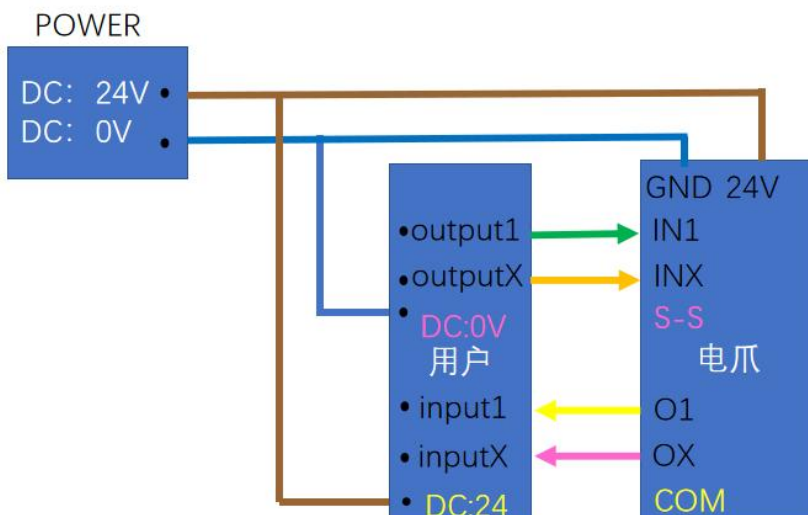 POWER
DC: 24V
DC: 0V
GND 24V
output1
IN1
outputX
INX
DC:0V
S-S
用户
电爪
input1
O1
inputX
OX
DC:24
COM